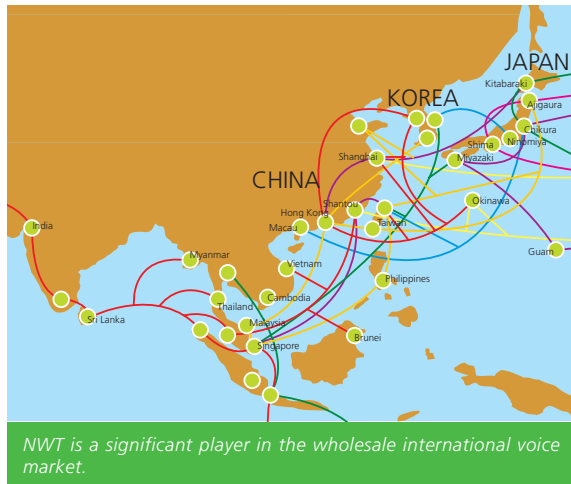 JAPAN
Kitabaraki
KOREA
Ajigaura
Chikura
Shanghai
Shima
Ninomiya
Miyazaki
CHINA
Shantou
Okinawa
Hong Kong
Macau
Taiwan
India
Guam
Myanmar
Vietnam
Philippines
Cambodia
Thailand
Sri Lanka
Malaysia
Singapore
Brunei
NWT is a significant player in the wholesale international voice
market.